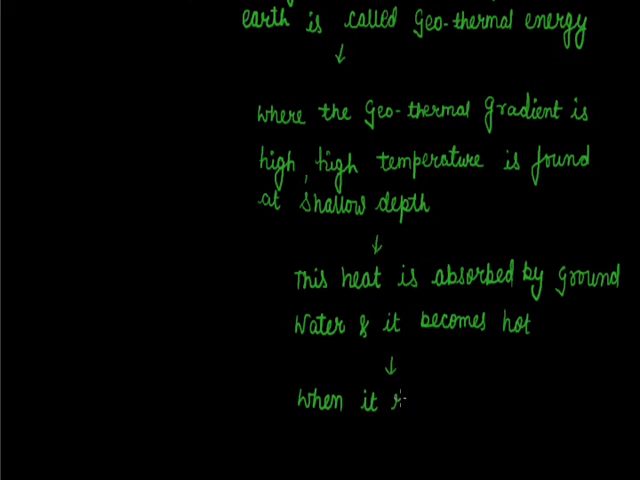 earth is called Geo-thermal energy
↓
where the Geo-thermal gradient is
high, high temperature is found
at shallow depth
↓
This heat is absorbed by ground
Water & it becomes hot
↓
When it